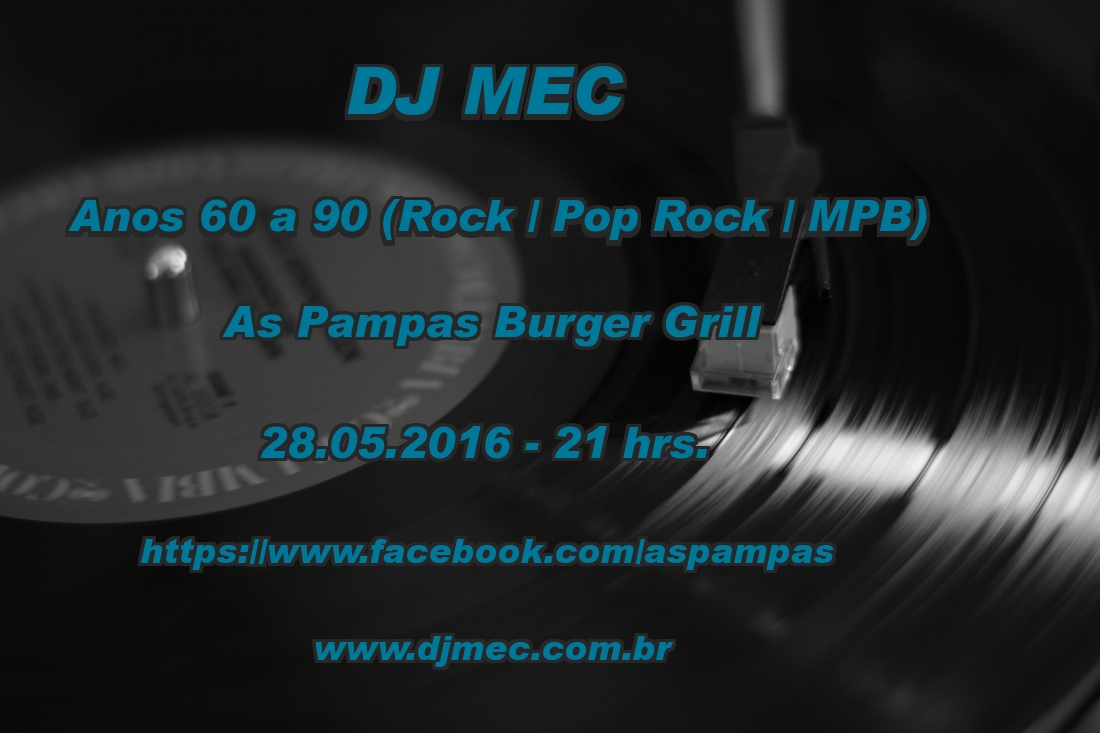 DJ MEC
Anos 60 a 90 (Rock | Pop Rock | MPB)
As Pampas Burger Grill
28.05.2016 - 21 hrs.
https://www.facebook.com/aspampas
www.djmec.com.br